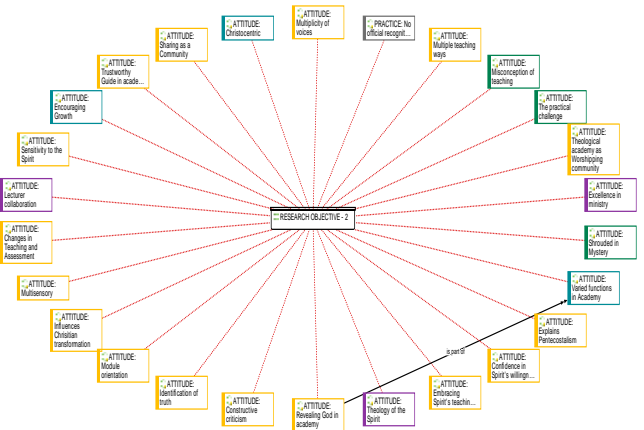 ATTITUDE:
Multiplicity of
voices
PRACTICE: No
official recognit...
ATTITUDE:
Christocentric
ATTITUDE:
Sharing as a
Community
ATTITUDE:
Multiple teaching
ways
ATTITUDE:
Trustworthy
Guide in acade...
ATTITUDE:
Misconception of
teaching
ATTITUDE:
Encouraging
Growth
ATTITUDE:
The practical
challenge
ATTITUDE:
Sensitivity to the
Spirit
ATTITUDE:
Theological
academy as
Worshipping
community
ATTITUDE:
Lecturer
collaboration
ATTITUDE:
Excellence in
ministry
RESEARCH OBJECTIVE - 2
ATTITUDE:
Changes in
Teaching and
Assessment
ATTITUDE:
Shrouded in
Mystery
ATTITUDE:
Multisensory
ATTITUDE:
Varied functions
in Academy
ATTITUDE:
Influences
Christian
transformation
ATTITUDE:
Explains
Pentecostalism
is part of
ATTITUDE:
Module
orientation
ATTITUDE:
Confidence in
Spirit's willingn...
ATTITUDE:
Identification of
truth
ATTITUDE:
Embracing
Spirit's teachin...
ATTITUDE:
Constructive
criticism
ATTITUDE:
Revealing God in
academy
ATTITUDE:
Theology of the
Spirit